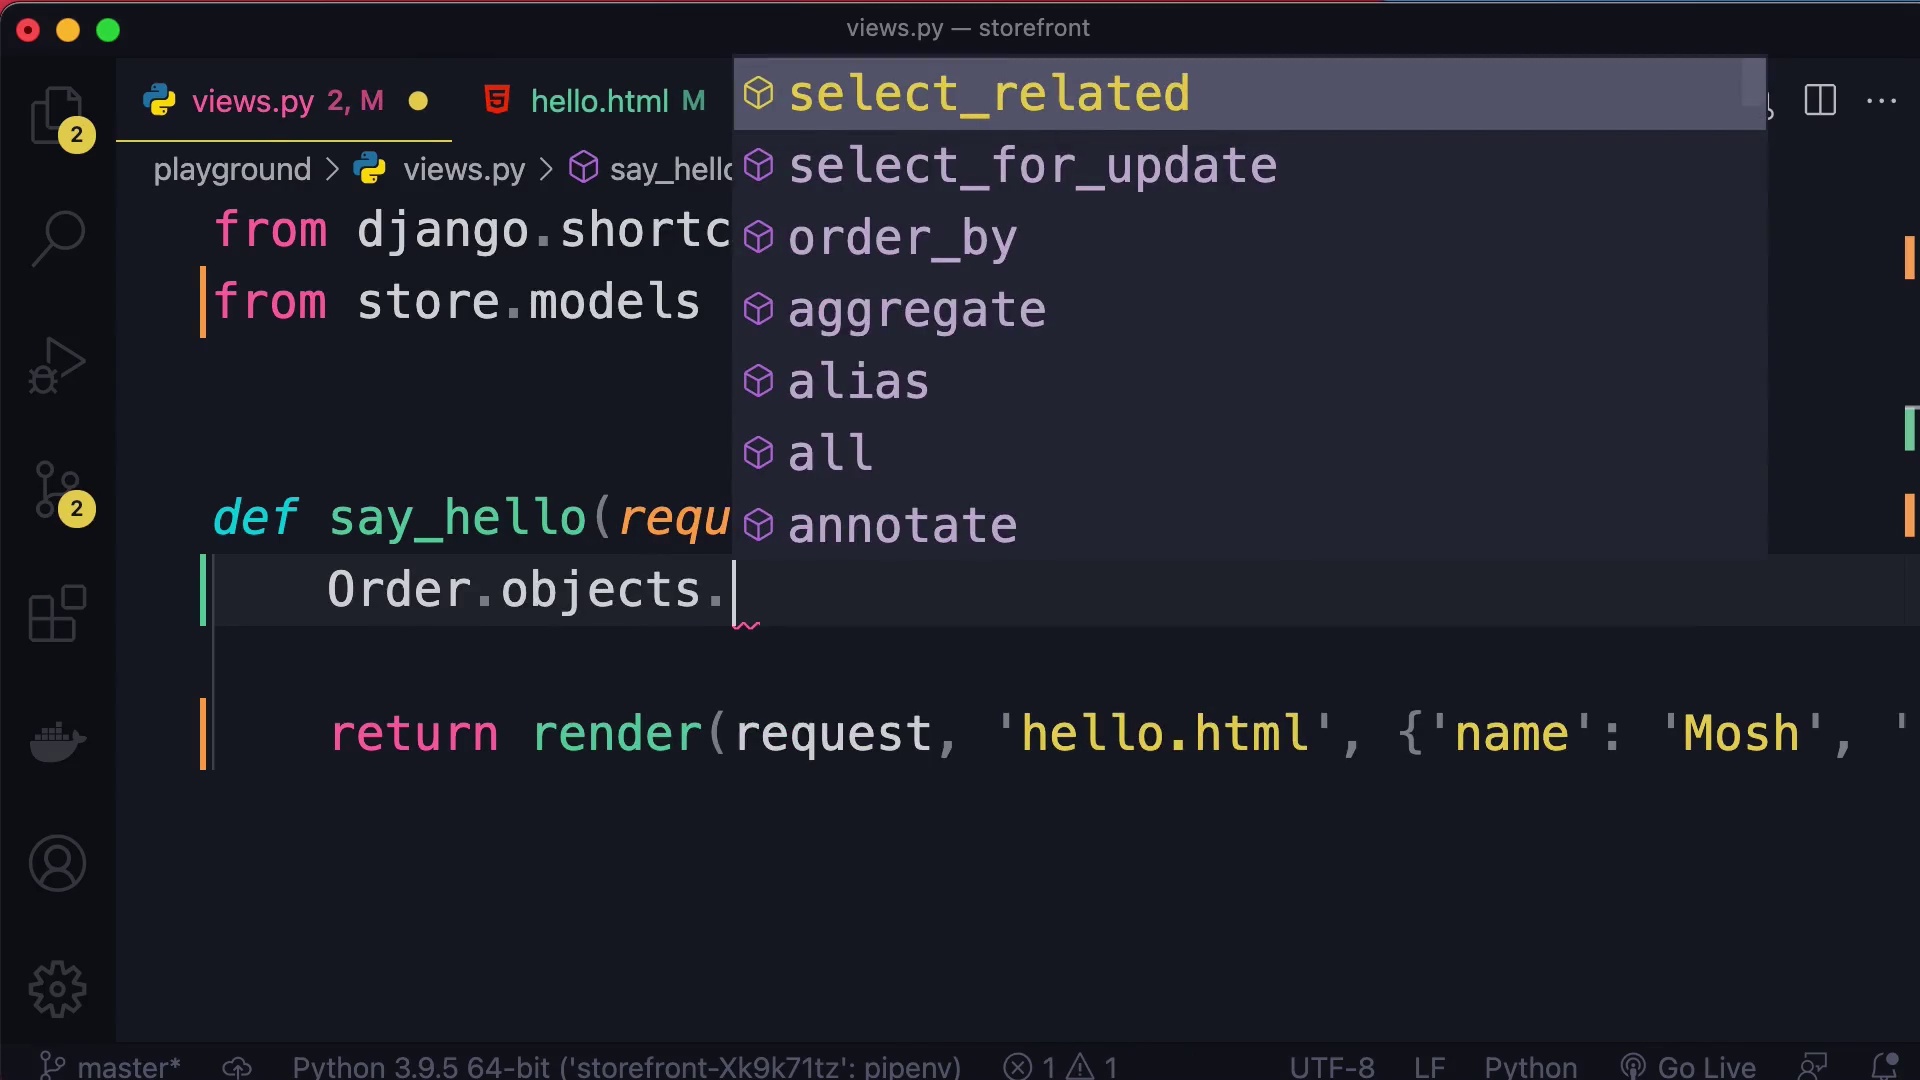 views.py — storefront
views.py 2, M
hello.html M
2
playground > views.py > say_hello
from django.shortc
from store.models
select_related
select_for_update
order_by
aggregate
alias
all
annotate
def say_hello(requ
Order.objects.
2
return render(request, 'hello.html', {'name': 'Mosh', '
master*
Python 3.9.5 64-bit ('storefront-Xk9k71tz': pipenv)
1
1
UTF-8
LF
Python
Go Live